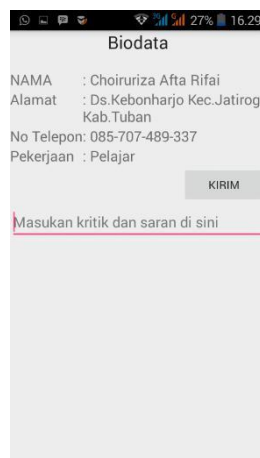 27% 16.29
Biodata
NAMA : Choiruriza Afta Rifai
Alamat : Ds.Kebonharjo Kec.Jatirog
Kab.Tuban
No Telepon: 085-707-489-337
Pekerjaan : Pelajar
KIRIM
Masukan kritik dan saran di sini